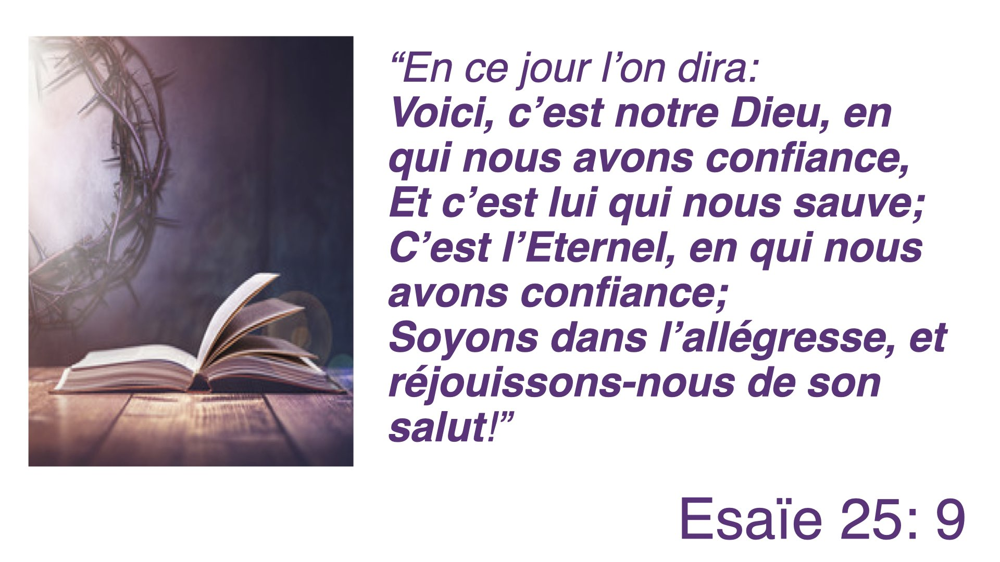 “En ce jour l’on dira:
Voici, c’est notre Dieu, en
qui nous avons confiance,
Et c’est lui qui nous sauve;
C’est l’Eternel, en qui nous
avons confiance;
Soyons dans l’allégresse, et
réjouissons-nous de son
salut!”
Esaïe 25: 9